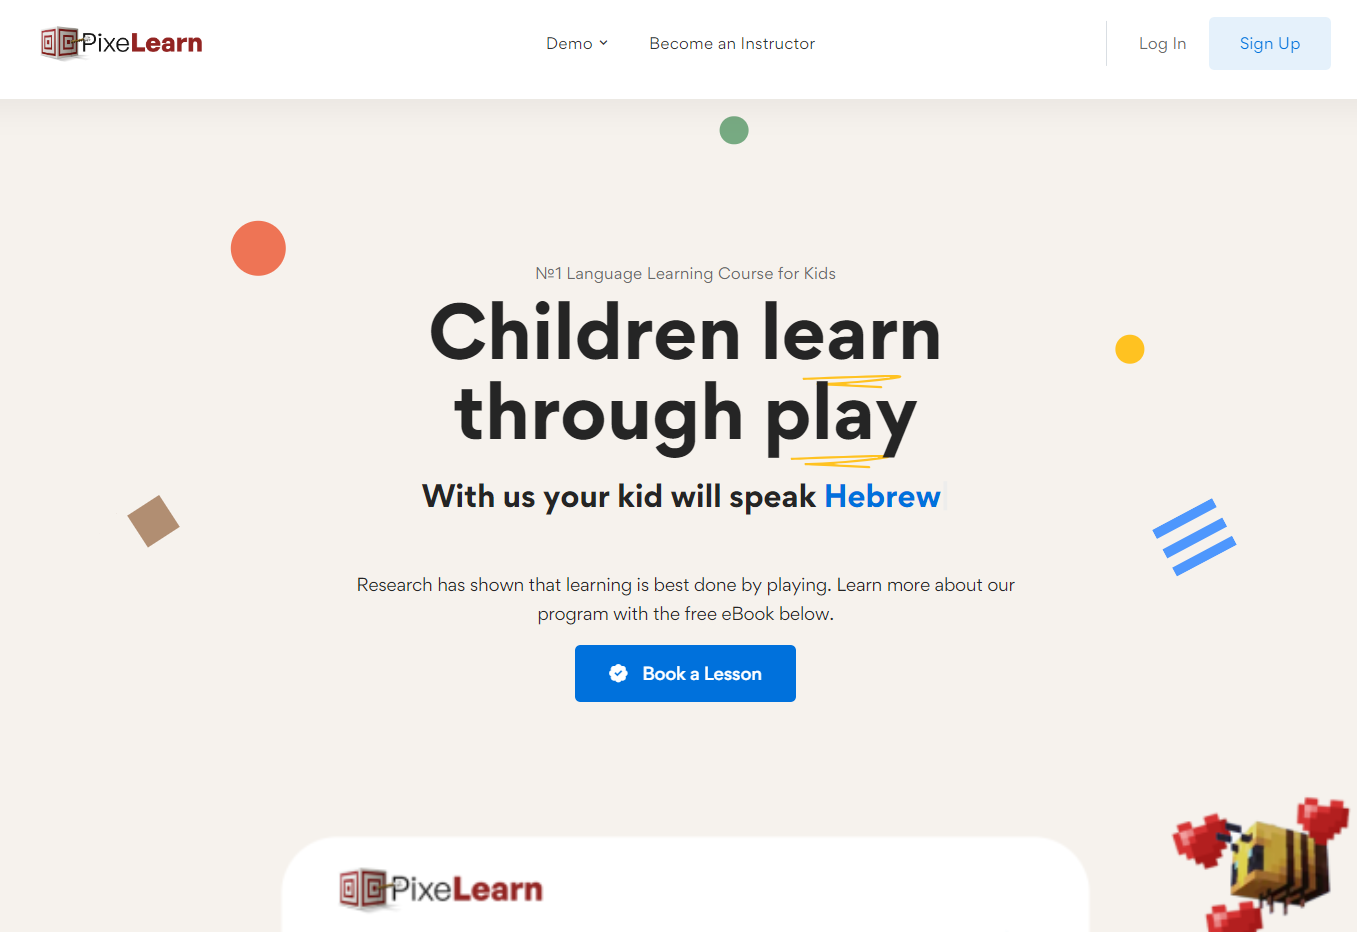 PixeLearn
Demo
Become an Instructor
Log In
Sign Up
№1 Language Learning Course for Kids
Children learn
through play
With us your kid will speak Hebrew
Research has shown that learning is best done by playing. Learn more about our
program with the free eBook below.
Book a Lesson
PixeLearn